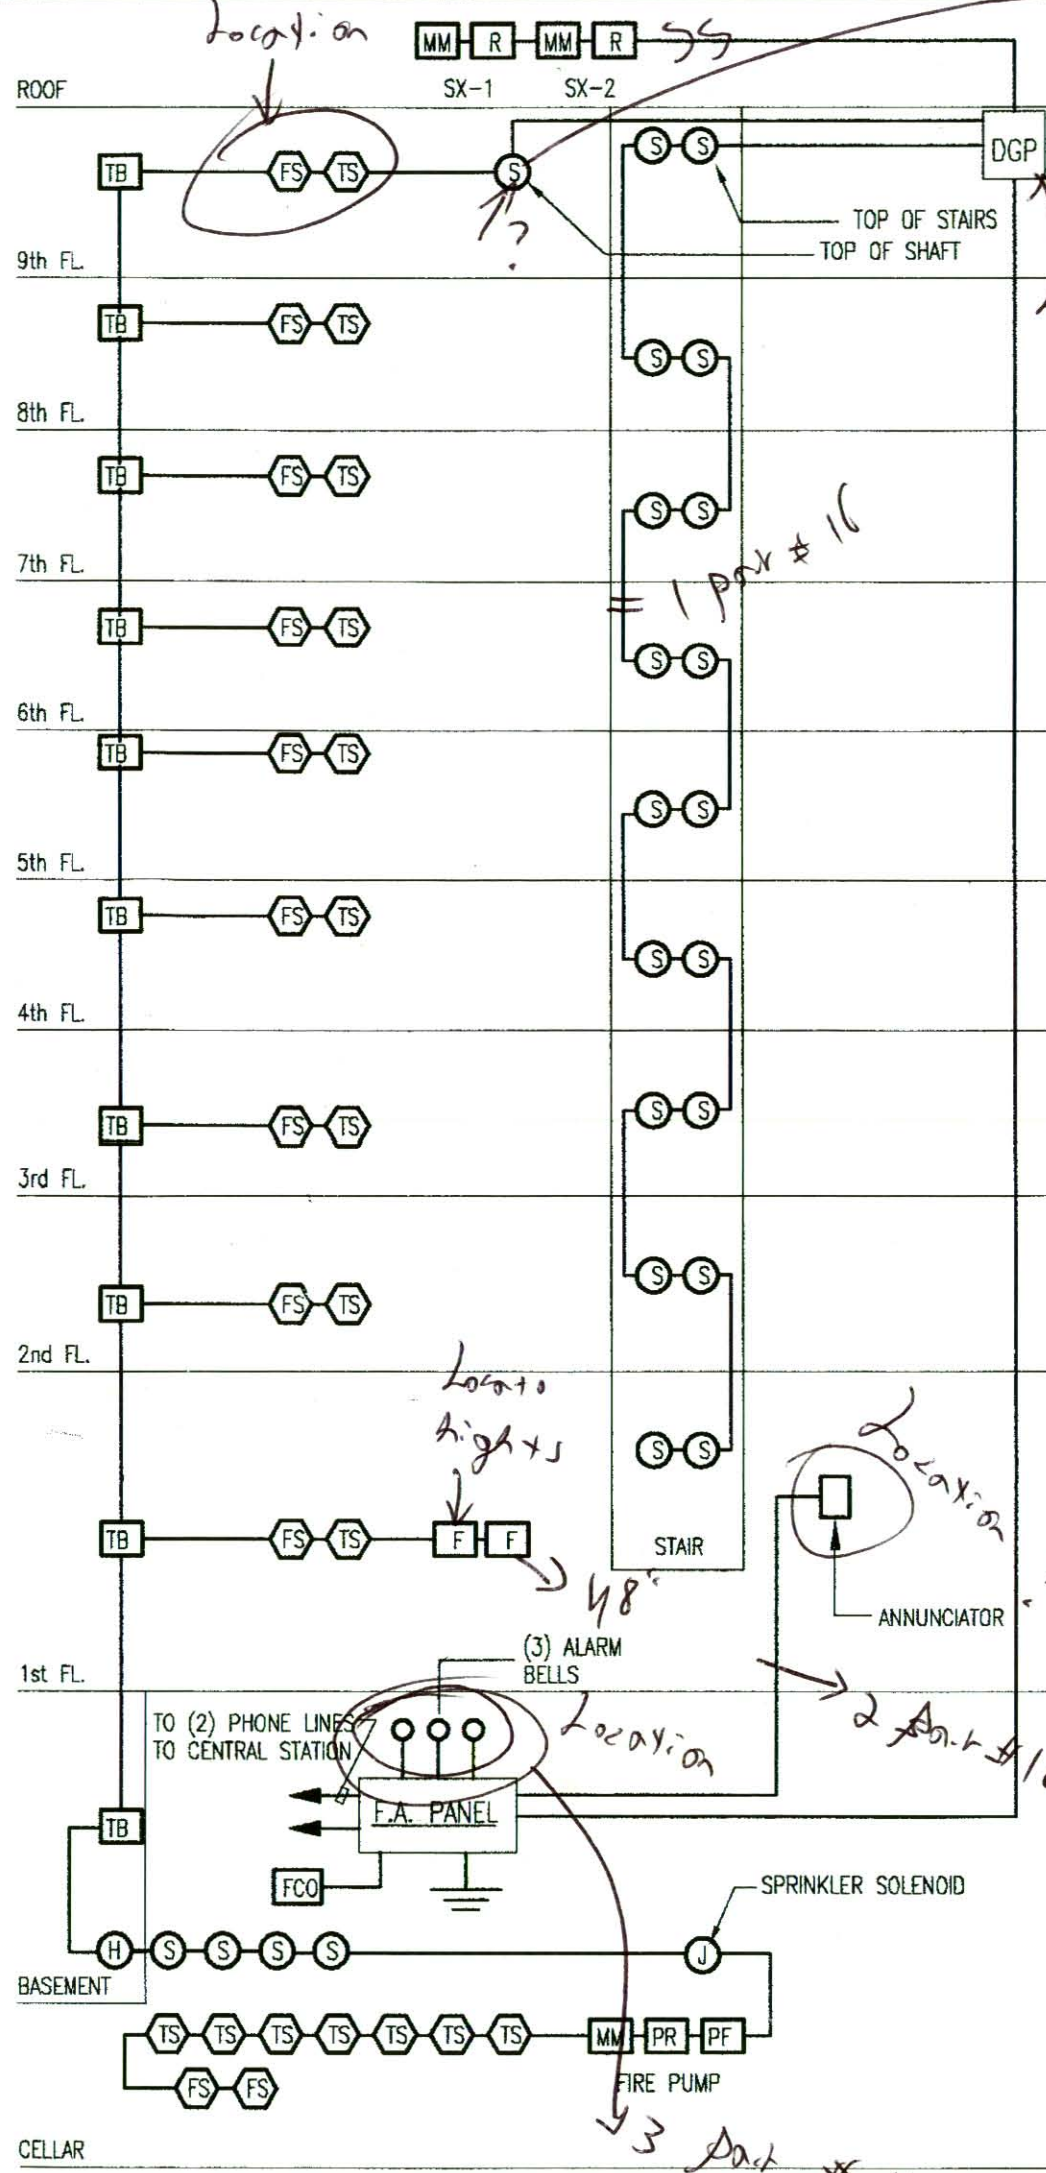 Location
MM R MM R
ROOF SX-1 SX-2
TB FS TS S S S DGP
?
TOP OF STAIRS
TOP OF SHAFT
9th FL.
TB FS TS S S
8th FL.
TB FS TS S S
7th FL.
= 1 pair # 16
TB FS TS S S
6th FL.
TB FS TS S S
5th FL.
TB FS TS S S
4th FL.
TB FS TS S S
3rd FL.
TB FS TS S S
2nd FL.
Locato
hights
S S
Location
TB FS TS F F
STAIR
48"
ANNUNCIATOR
(3) ALARM
BELLS
1st FL.
TO (2) PHONE LINES
TO CENTRAL STATION
Location
2
TB
F.A. PANEL
FCO
SPRINKLER SOLENOID
H S S S S J
BASEMENT
TS TS TS TS TS TS TS MM PR PF
FS FS
FIRE PUMP
3
CELLAR